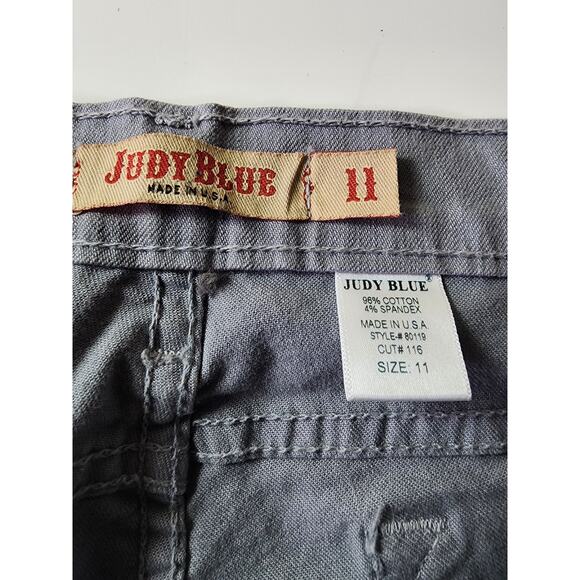 JUDY BLUE 11
MADE IN U.S.A.
JUDY BLUE
96% COTTON
4% SPANDEX
MADE IN U.S.A
STYLE-# 80119
CUT# 116
SIZE: 11